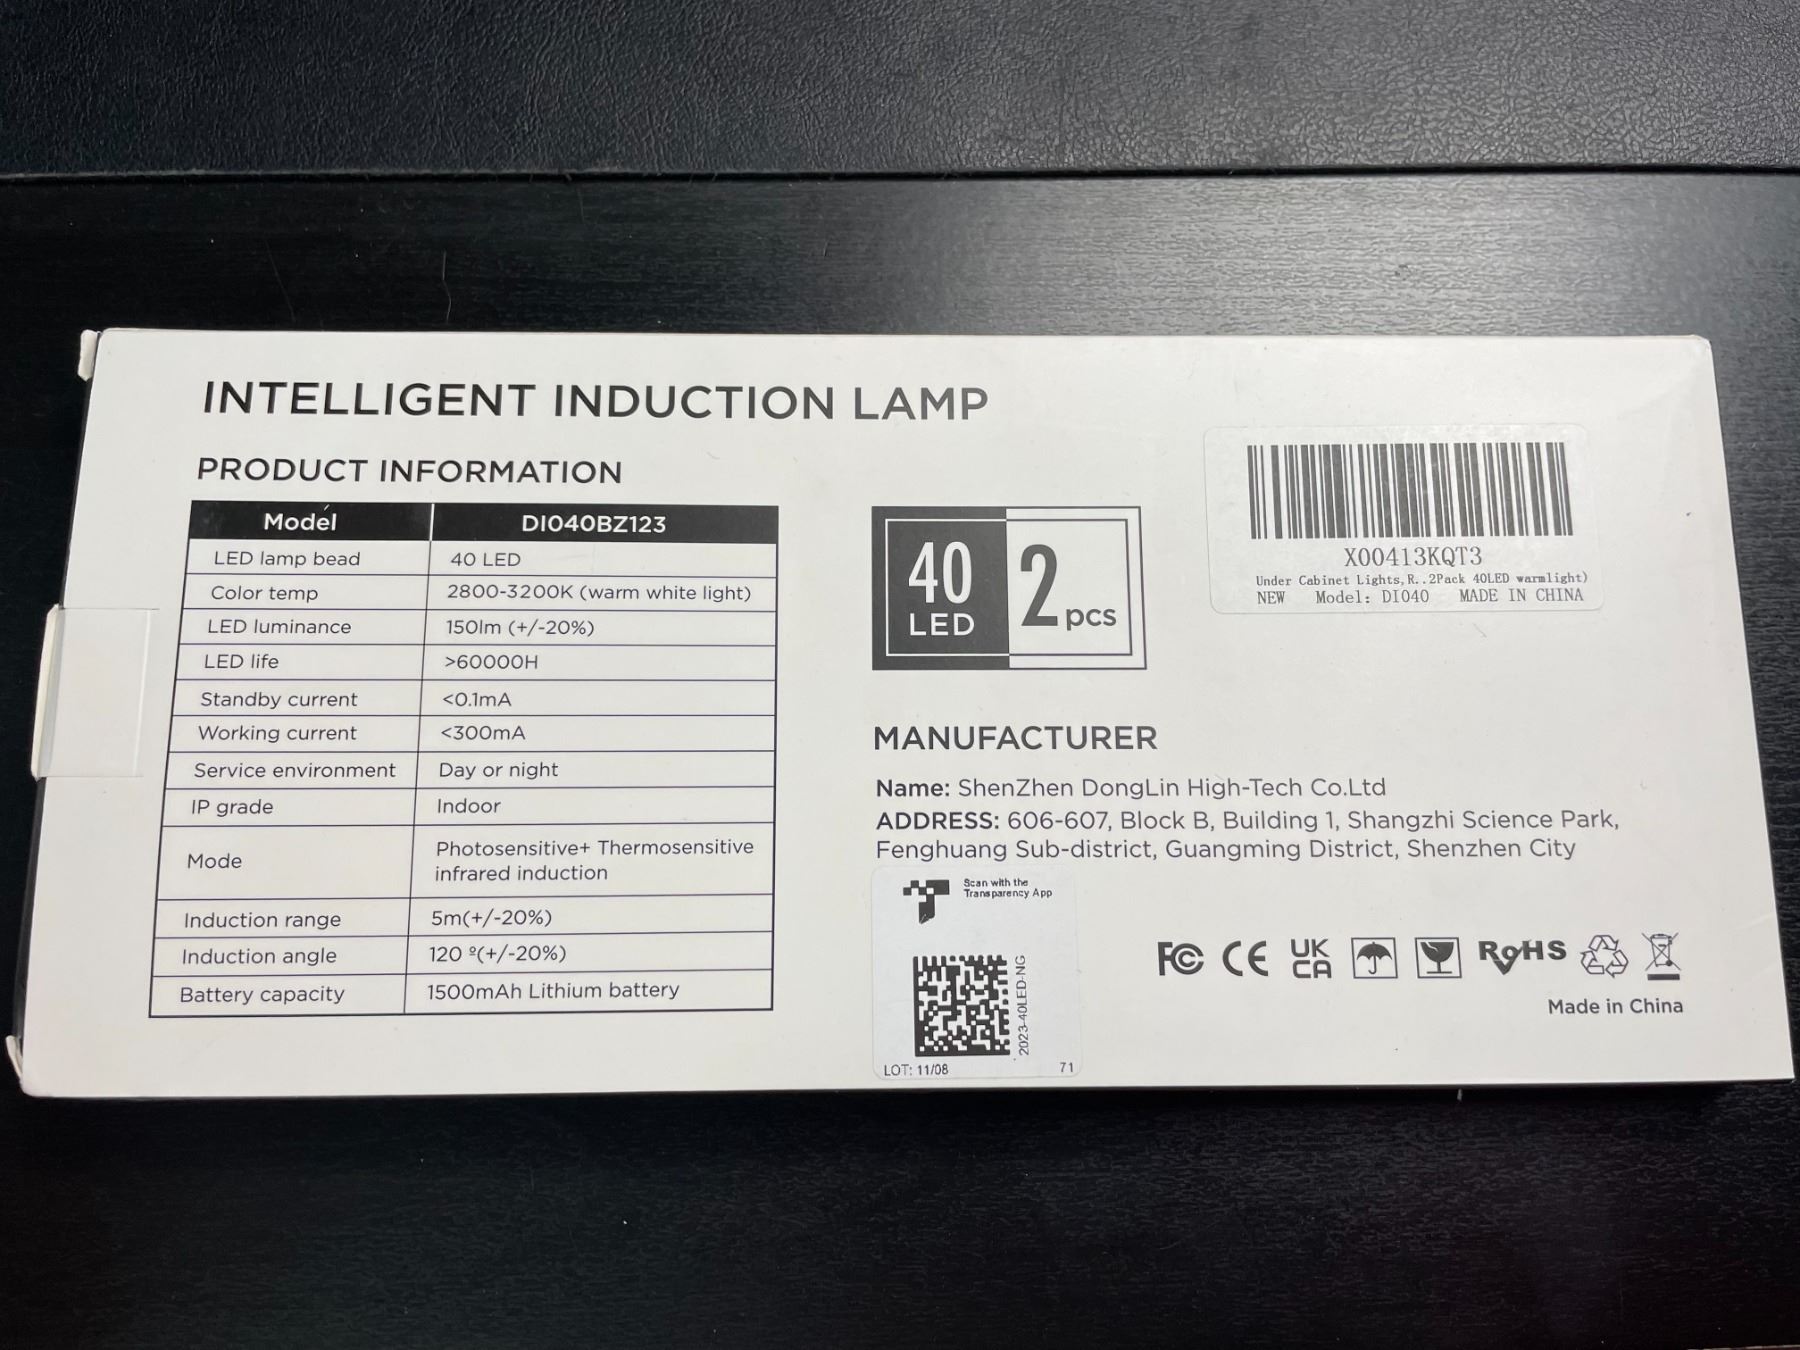 INTELLIGENT INDUCTION LAMP
PRODUCT INFORMATION
Model DI040BZ123
LED lamp bead 40 LED
Color temp 2800-3200K (warm white light)
LED luminance 150lm (+/-20%)
LED life >60000H
Standby current <0.1mA
Working current <300mA
Service environment Day or night
IP grade Indoor
Mode Photosensitive+ Thermosensitive
infrared induction
Induction range 5m(+/-20%)
Induction angle 120 º(+/-20%)
Battery capacity 1500mAh Lithium battery
40
LED
2 pcs
X00413KQT3
Under Cabinet Lights,R..2Pack 40LED warmlight)
NEW Model: DI040 MADE IN CHINA
MANUFACTURER
Name: ShenZhen DongLin High-Tech Co.Ltd
ADDRESS: 606-607, Block B, Building 1, Shangzhi Science Park,
Fenghuang Sub-district, Guangming District, Shenzhen City
Scan with the
Transparency App
2023-40LED-NG
LOT: 11/08 71
FC CE UK
CA
RoHS
Made in China